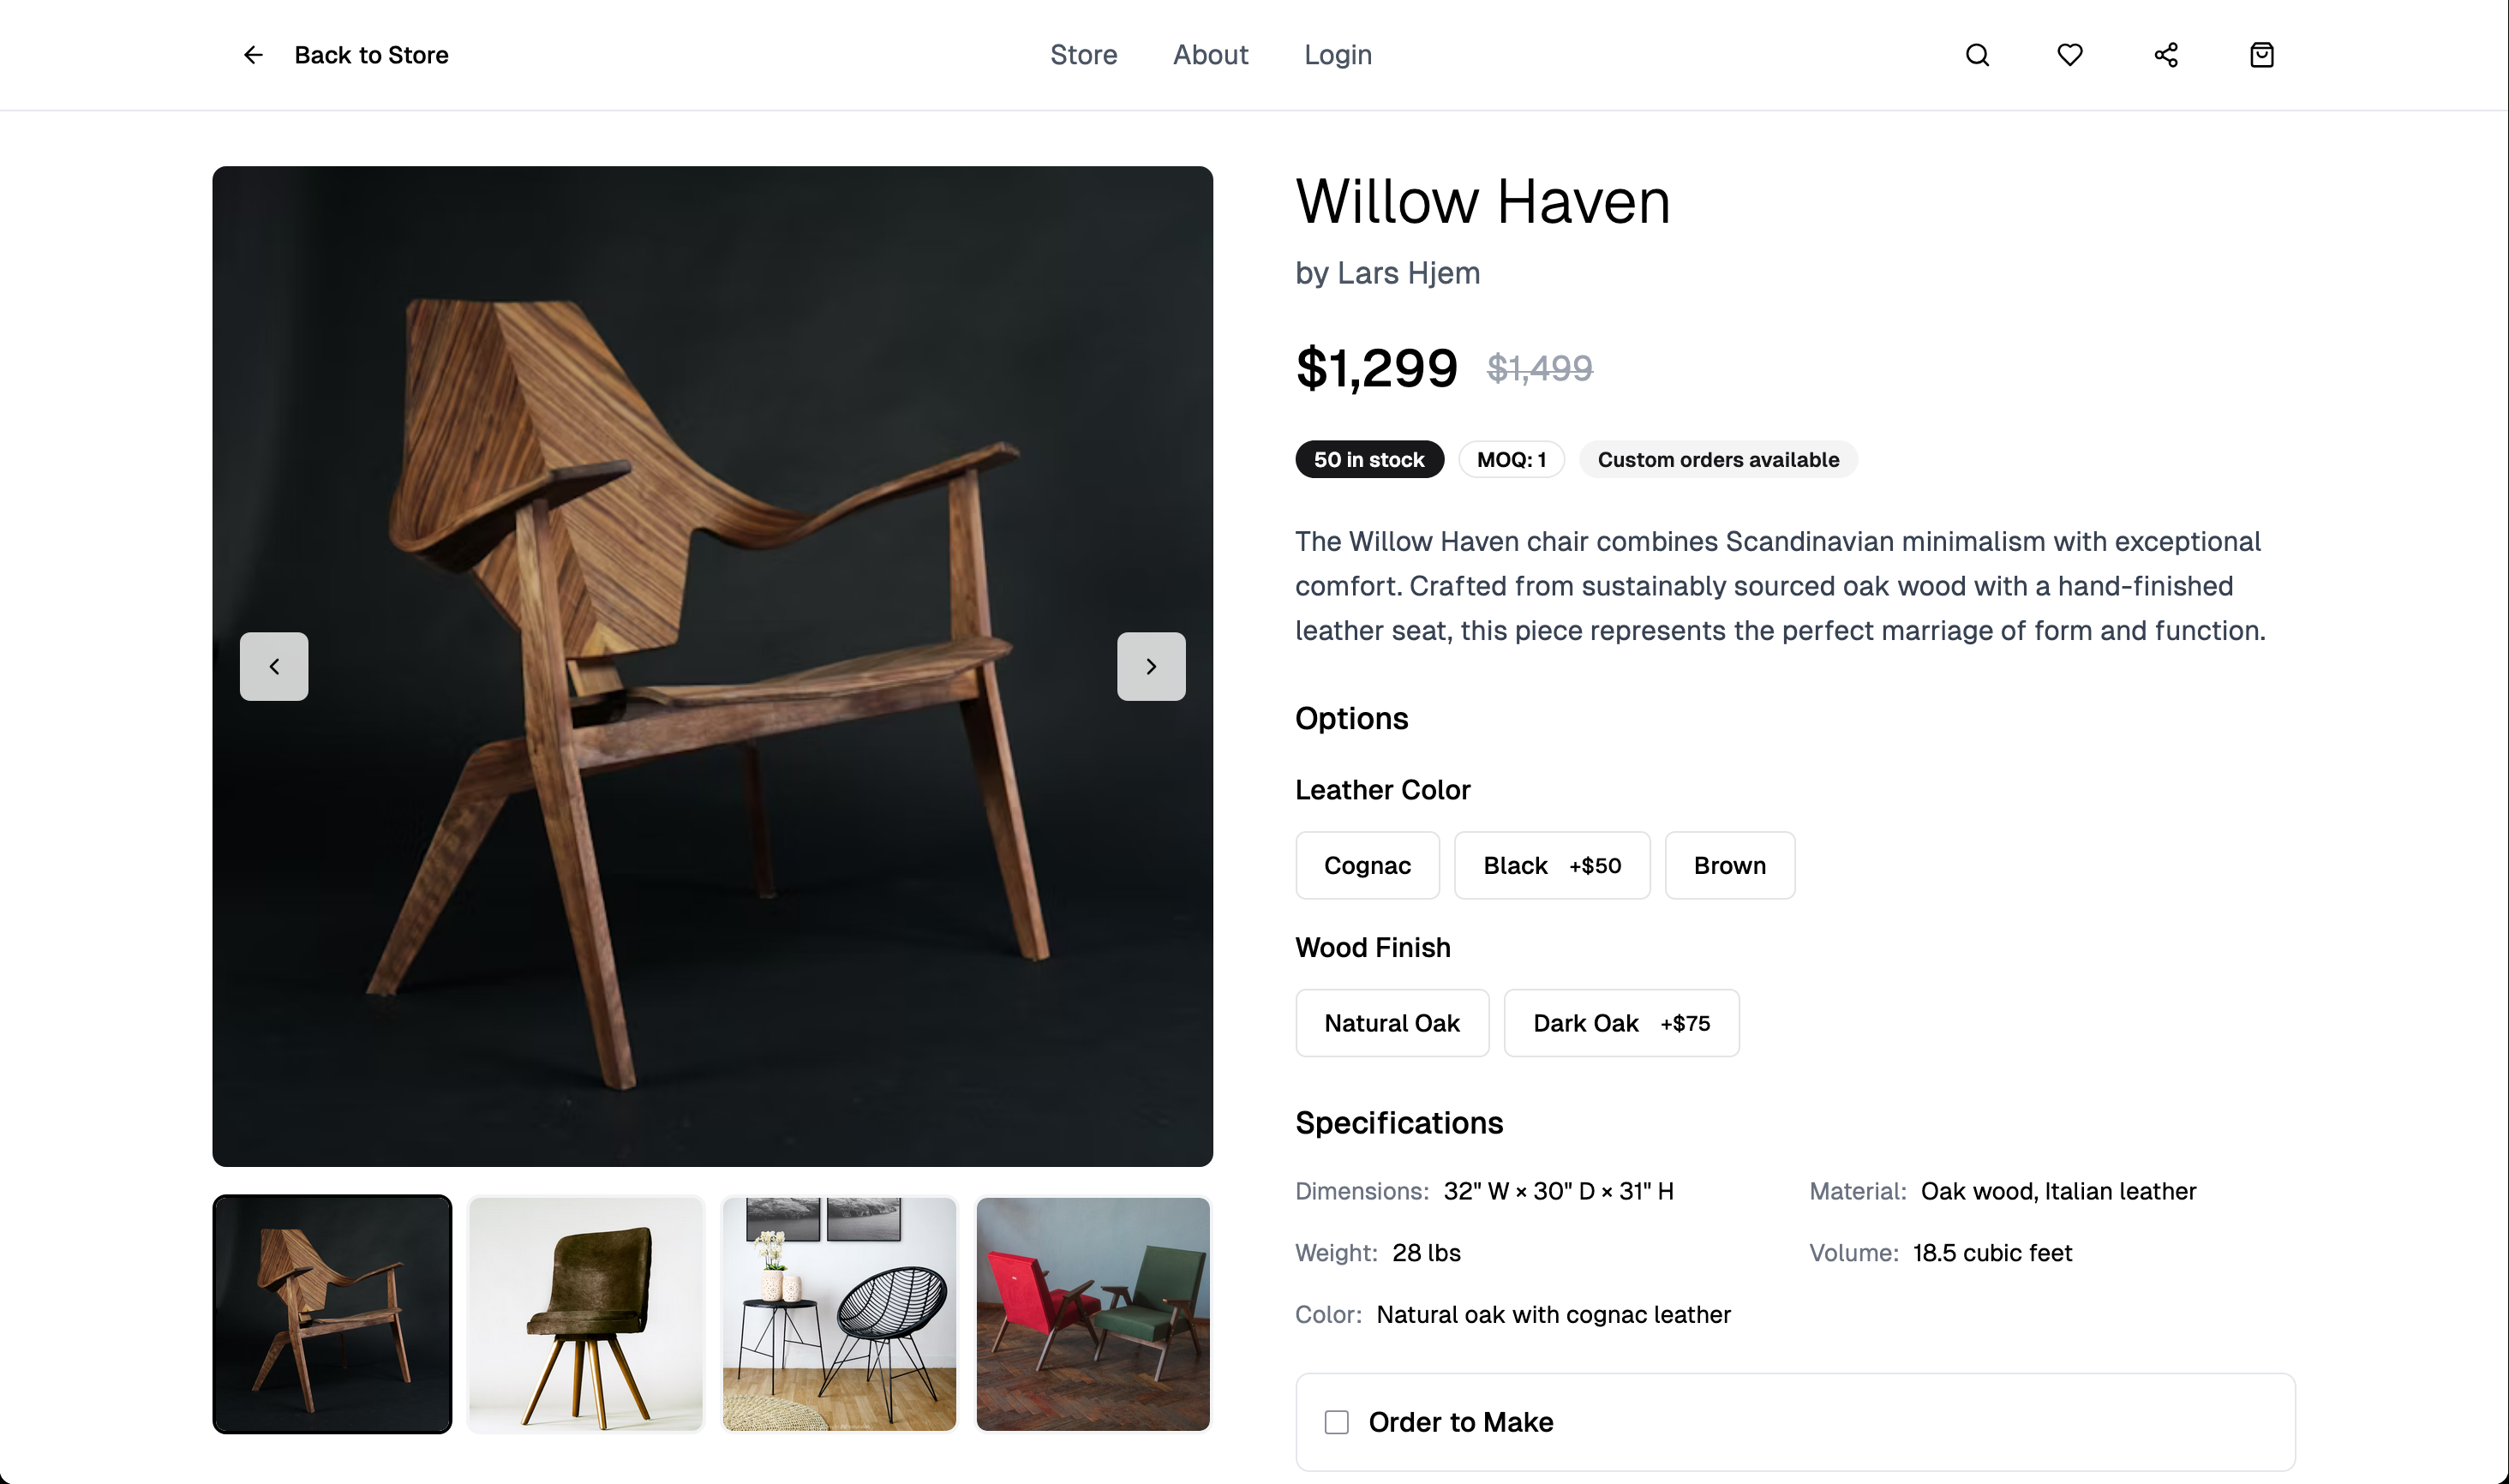 Back to Store
Store
About
Login
Willow Haven
by Lars Hjem
$1,299 $1,499
50 in stock
MOQ: 1
Custom orders available
The Willow Haven chair combines Scandinavian minimalism with exceptional
comfort. Crafted from sustainably sourced oak wood with a hand-finished
leather seat, this piece represents the perfect marriage of form and function.
Options
Leather Color
Cognac
Black +$50
Brown
Wood Finish
Natural Oak
Dark Oak +$75
Specifications
Dimensions: 32" W × 30" D × 31" H
Material: Oak wood, Italian leather
Weight: 28 lbs
Volume: 18.5 cubic feet
Color: Natural oak with cognac leather
Order to Make